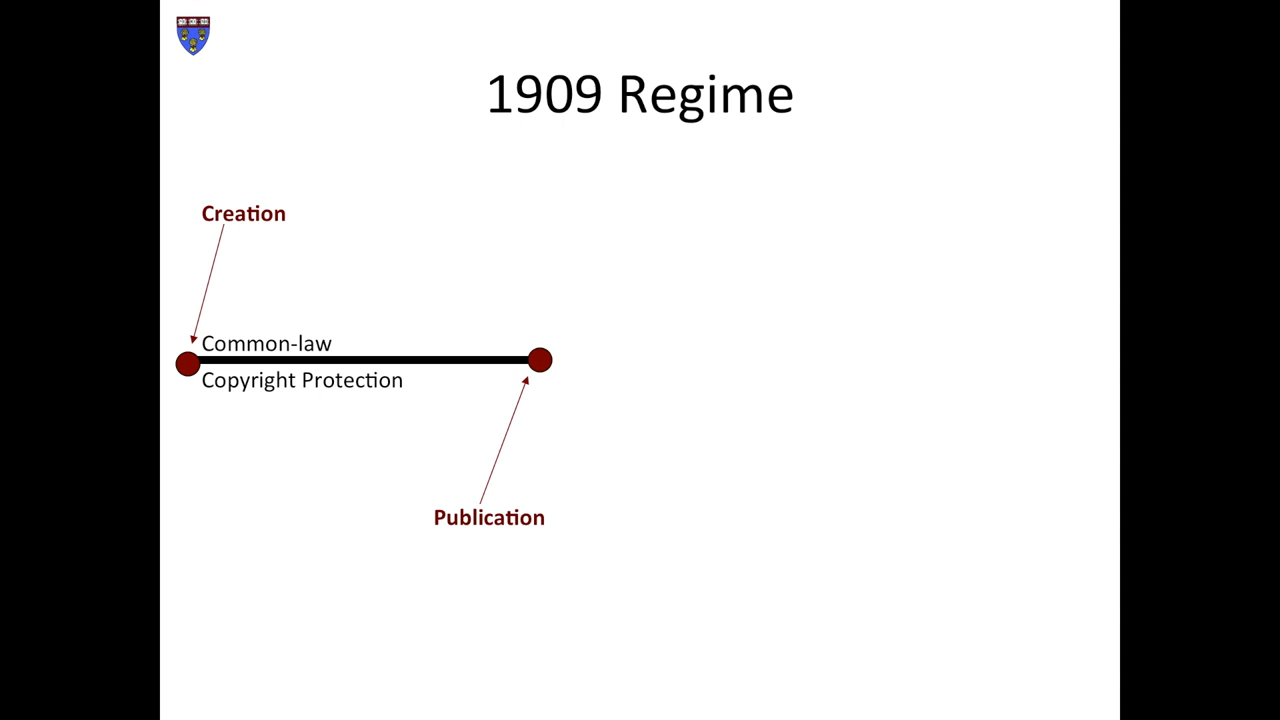 1909 Regime
Creation
Common-law
Copyright Protection
Publication